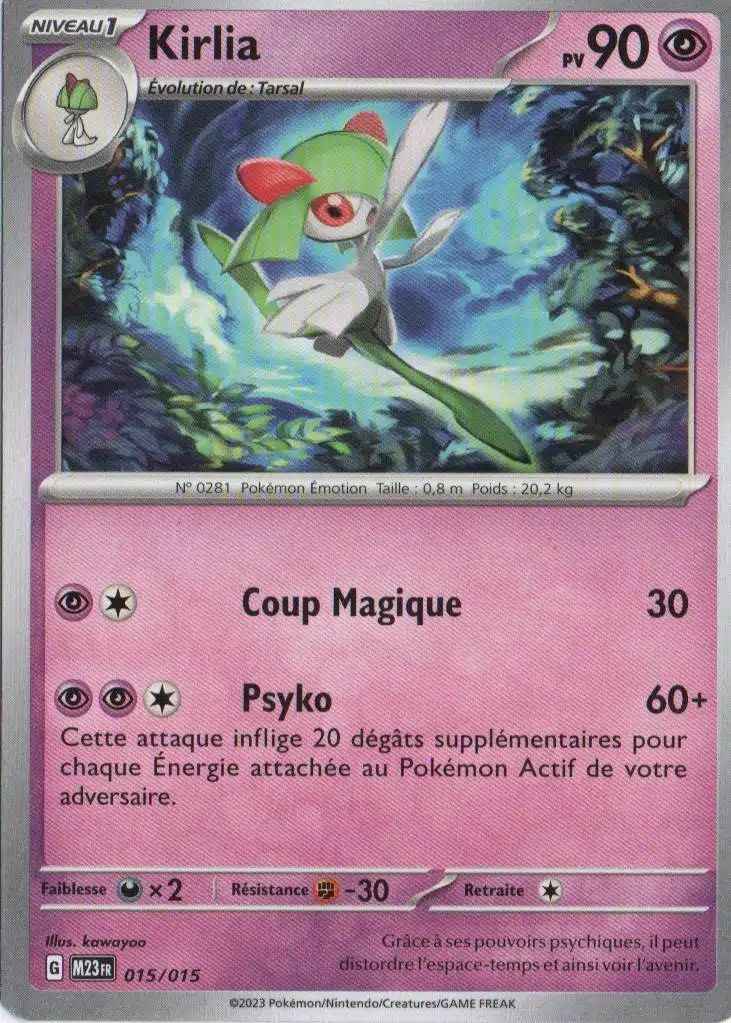 NIVEAU 1
Kirlia
PV 90
Évolution de : Tarsal
N° 0281 Pokémon Émotion Taille : 0,8 m Poids : 20,2 kg
Coup Magique 30
Psyko 60+
Cette attaque inflige 20 dégâts supplémentaires pour
chaque Énergie attachée au Pokémon Actif de votre
adversaire.
Faiblesse ×2 Résistance -30 Retraite
Illus. kawayoo
Grâce à ses pouvoirs psychiques, il peut
distordre l'espace-temps et ainsi voir l'avenir.
G M23 FR 015/015
©2023 Pokémon/Nintendo/Creatures/GAME FREAK